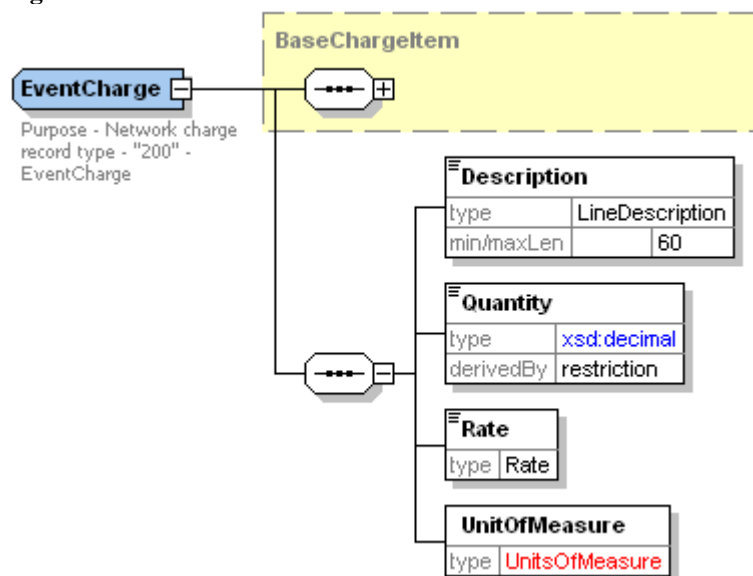 BaseChargeItem
EventCharge
Purpose - Network charge
record type - "200" -
EventCharge
Description
type LineDescription
min/maxLen 60
Quantity
type xsd:decimal
derivedBy restriction
Rate
type Rate
UnitOfMeasure
type UnitsOfMeasure